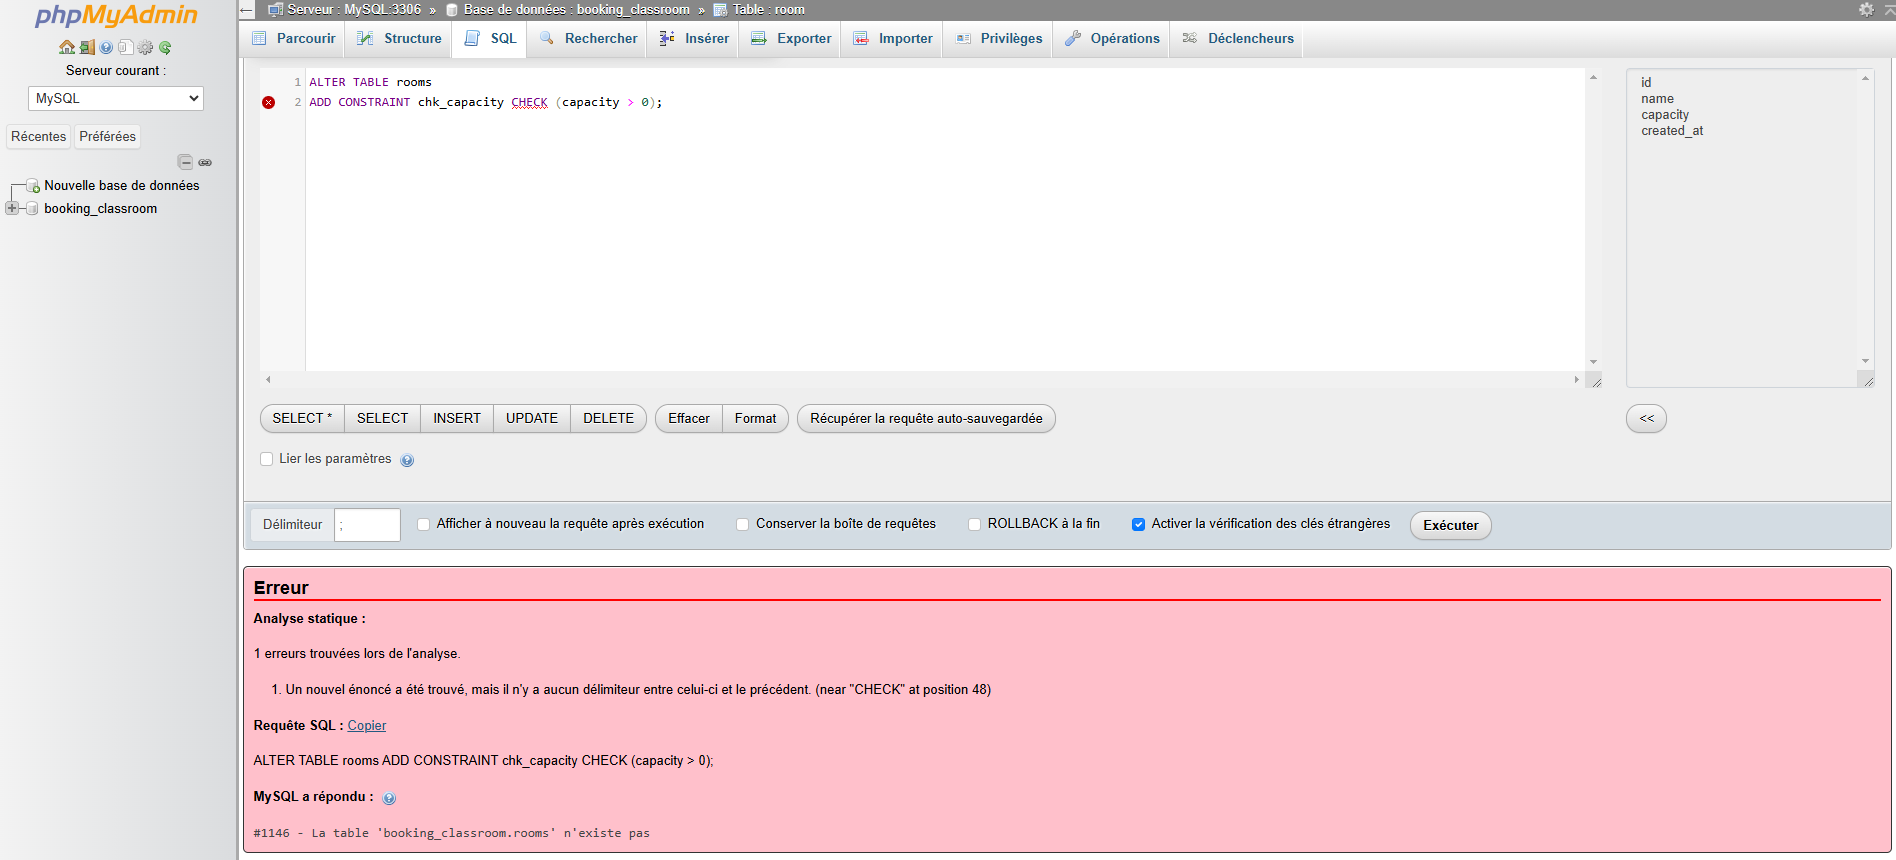 phpMyAdmin
Serveur courant :
MySQL
Récentes Préférées
Nouvelle base de données
booking_classroom
Serveur : MySQL:3306 » Base de données : booking_classroom » Table : room
Parcourir Structure SQL Rechercher Insérer Exporter Importer Privilèges Opérations Déclencheurs
1 ALTER TABLE rooms
2 ADD CONSTRAINT chk_capacity CHECK (capacity > 0);
id
name
capacity
created_at
SELECT * SELECT INSERT UPDATE DELETE Effacer Format Récupérer la requête auto-sauvegardée <<
Lier les paramètres
Délimiteur ; Afficher à nouveau la requête après exécution Conserver la boîte de requêtes ROLLBACK à la fin Activer la vérification des clés étrangères Exécuter
Erreur
Analyse statique :
1 erreurs trouvées lors de l'analyse.
1. Un nouvel énoncé a été trouvé, mais il n'y a aucun délimiteur entre celui-ci et le précédent. (near "CHECK" at position 48)
Requête SQL : Copier
ALTER TABLE rooms ADD CONSTRAINT chk_capacity CHECK (capacity > 0);
MySQL a répondu :
#1146 - La table 'booking_classroom.rooms' n'existe pas